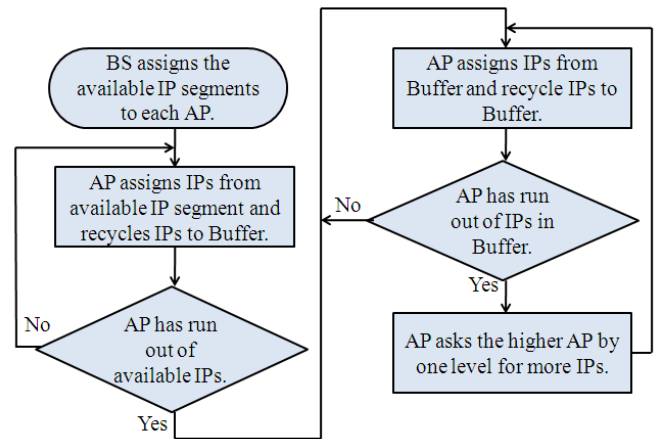 BS assigns the
available IP segments
to each AP.
AP assigns IPs from
available IP segment and
recycles IPs to Buffer.
No
AP has run
out of
available IPs.
Yes
AP assigns IPs from
Buffer and recycle IPs to
Buffer.
No
AP has run
out of IPs in
Buffer.
Yes
AP asks the higher AP by
one level for more IPs.